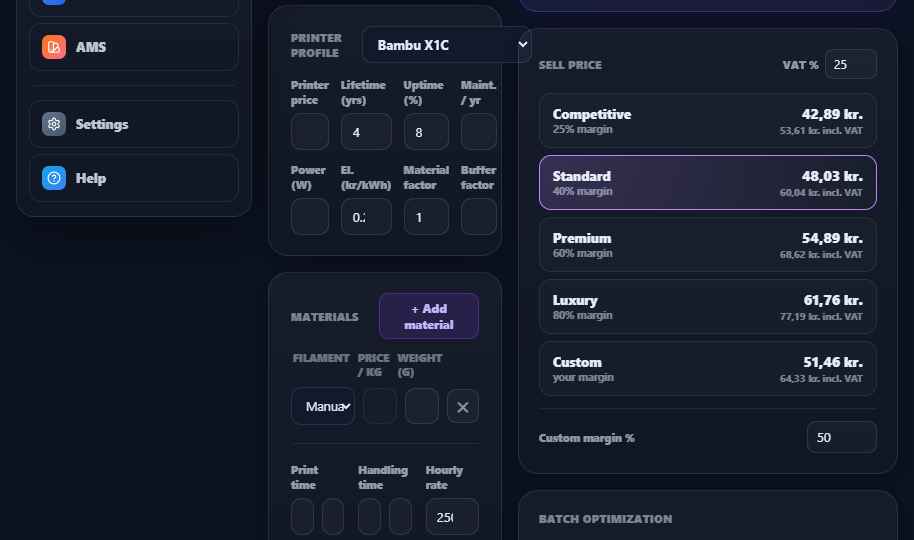 AMS
Settings
Help
PRINTER
PROFILE
Bambu X1C
Printer
price
Lifetime
(yrs)
Uptime
(%)
Maint.
/ yr
4
8
Power
(W)
El.
(kr/kWh)
Material
factor
Buffer
factor
0.
1
MATERIALS
+ Add
material
FILAMENT
PRICE
/ KG
WEIGHT
(G)
Manua
Print
time
Handling
time
Hourly
rate
250
SELL PRICE
VAT %
25
Competitive
42,89 kr.
25% margin
53,61 kr. incl. VAT
Standard
48,03 kr.
40% margin
60,04 kr. incl. VAT
Premium
54,89 kr.
60% margin
68,62 kr. incl. VAT
Luxury
61,76 kr.
80% margin
77,19 kr. incl. VAT
Custom
51,46 kr.
your margin
64,33 kr. incl. VAT
Custom margin %
50
BATCH OPTIMIZATION